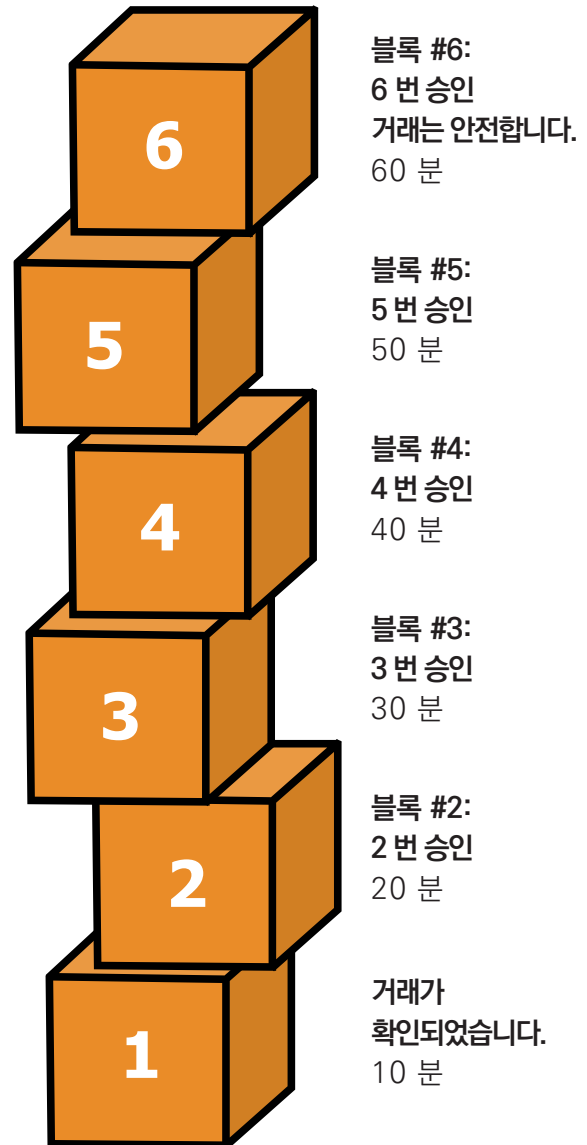 6
블록 #6:
6 번 승인
거래는 안전합니다.
60 분
5
블록 #5:
5 번 승인
50 분
4
블록 #4:
4 번 승인
40 분
3
블록 #3:
3 번 승인
30 분
2
블록 #2:
2 번 승인
20 분
1
거래가
확인되었습니다.
10 분